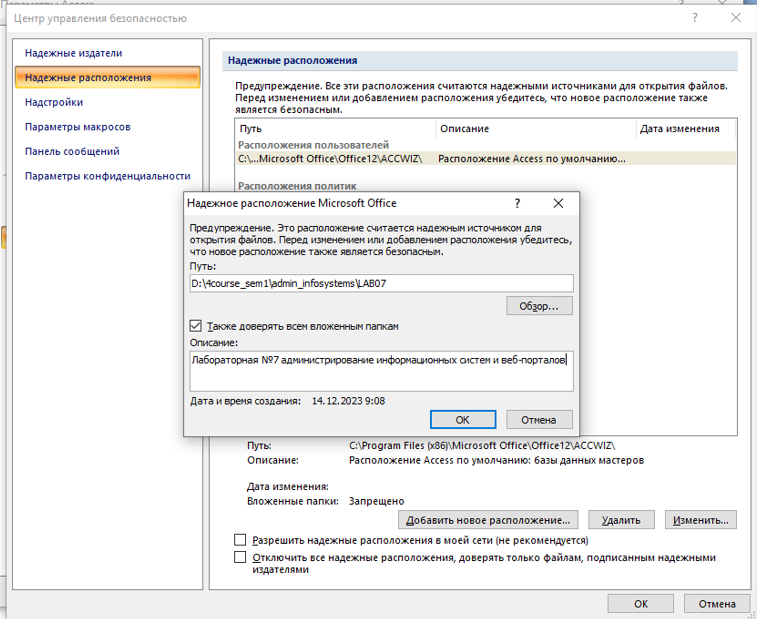 Параметры Access
Центр управления безопасностью
Надежные издатели
Надежные расположения
Надстройки
Параметры макросов
Панель сообщений
Параметры конфиденциальности
Надежные расположения
Предупреждение. Все эти расположения считаются надежными источниками для открытия файлов.
Перед изменением или добавлением расположения убедитесь, что новое расположение также
является безопасным.
Путь Описание Дата изменения
Расположения пользователей
C:\...Microsoft Office\Office12\ACCWIZ\ Расположение Access по умолчанию...
Расположения политик
Надежное расположение Microsoft Office
Предупреждение. Это расположение считается надежным источником для
открытия файлов. Перед изменением или добавлением расположения убедитесь,
что новое расположение также является безопасным.
Путь:
D:\4course_sem1\admin_infosystems\LAB07
Обзор...
Также доверять всем вложенным папкам
Описание:
Лабораторная №7 администрирование информационных систем и веб-порталов
Дата и время создания: 14.12.2023 9:08
ОК Отмена
Путь: C:\Program Files (x86)\Microsoft Office\Office12\ACCWIZ\
Описание: Расположение Access по умолчанию: базы данных мастеров
Дата изменения:
Вложенные папки: Запрещено
Добавить новое расположение... Удалить Изменить...
Разрешить надежные расположения в моей сети (не рекомендуется)
Отключить все надежные расположения, доверять только файлам, подписанным надежными
издателями
ОК Отмена